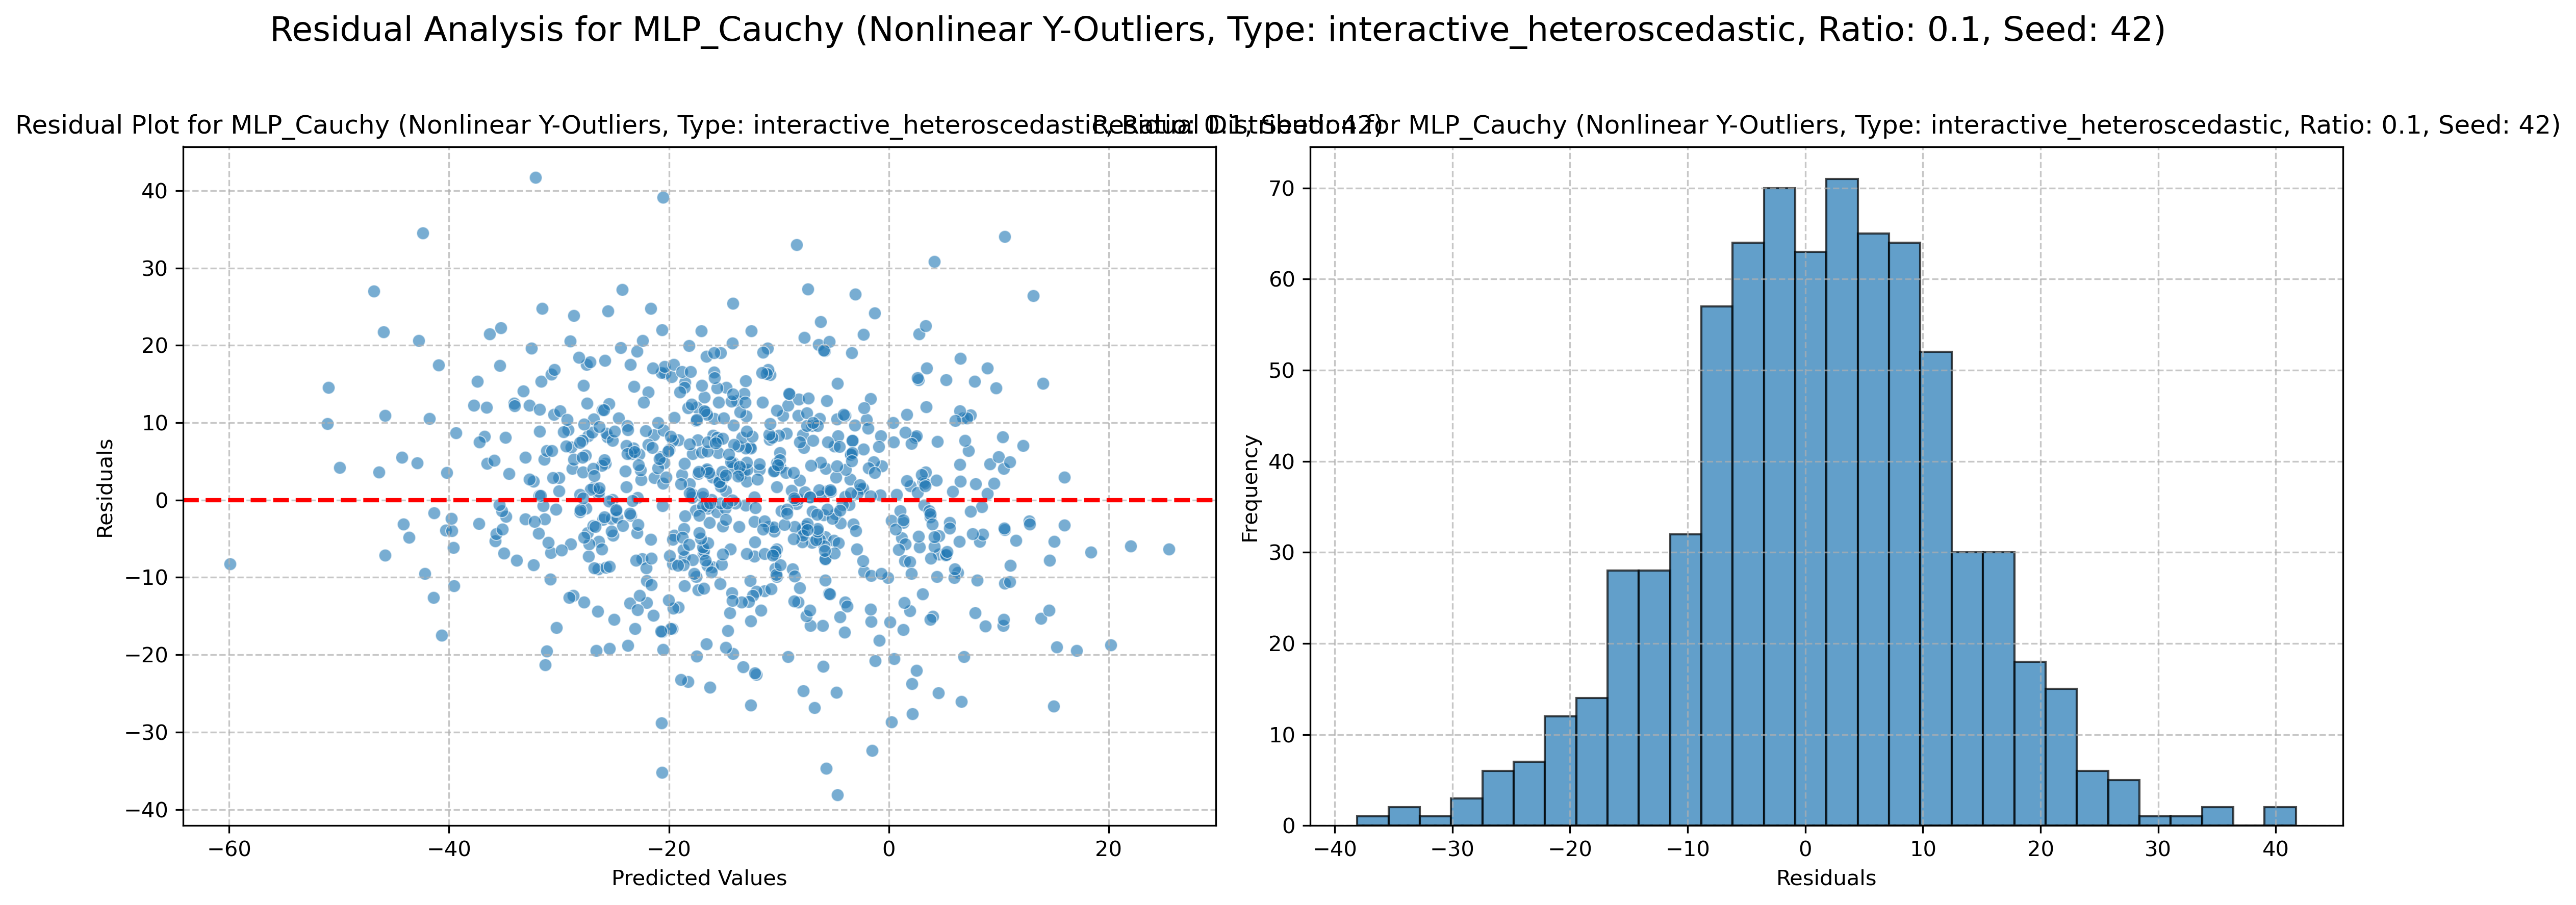 Residual Analysis for MLP_Cauchy (Nonlinear Y-Outliers, Type: interactive_heteroscedastic, Ratio: 0.1, Seed: 42)
Residual Plot for MLP_Cauchy (Nonlinear Y-Outliers, Type: interactive_heteroscedastic, Ratio: 0.1, Seed: 42)
Residual Distribution for MLP_Cauchy (Nonlinear Y-Outliers, Type: interactive_heteroscedastic, Ratio: 0.1, Seed: 42)
Residuals
40
30
20
10
0
−10
−20
−30
−40
−60 −40 −20 0 20
Predicted Values
Frequency
70
60
50
40
30
20
10
0
−40 −30 −20 −10 0 10 20 30 40
Residuals